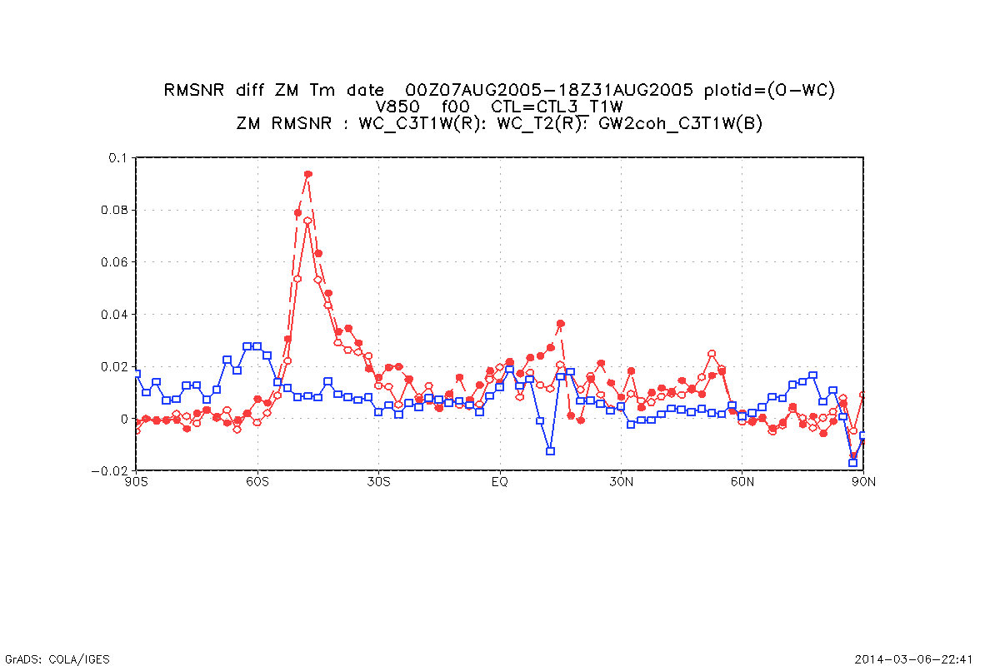 RMSNR diff ZM Tm date 00Z07AUG2005-18Z31AUG2005 plotid=(O-WC)
V850 f00 CTL=CTL3_T1W
ZM RMSNR : WC_C3T1W(R): WC_T2(R): GW2coh_C3T1W(B)
0.1
0.08
0.06
0.04
0.02
0
-0.02
90S 60S 30S EQ 30N 60N 90N
GrADS: COLA/IGES 2014-03-06-22:41